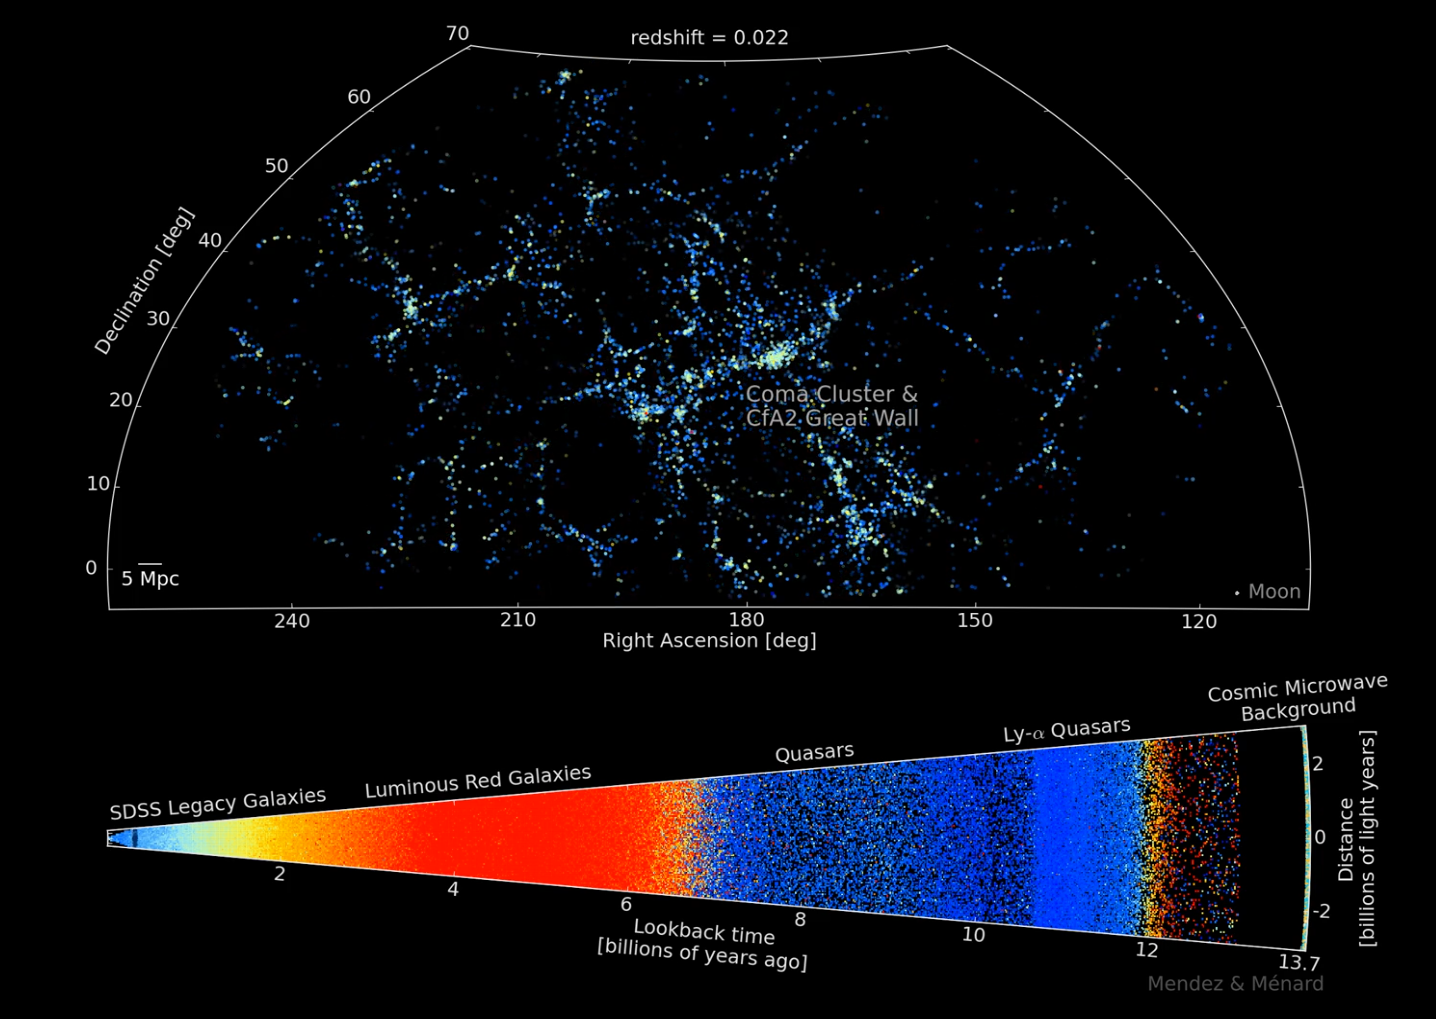 redshift = 0.022
70
60
50
40
30
20
10
0
Declination [deg]
Coma Cluster &
CfA2 Great Wall
5 Mpc
Moon
240
210
180
150
120
Right Ascension [deg]
Cosmic Microwave
Background
Ly-α Quasars
Quasars
Luminous Red Galaxies
SDSS Legacy Galaxies
2
0
-2
Distance
[billions of light years]
2
4
6
8
10
12
13.7
Lookback time
[billions of years ago]
Mendez & Ménard